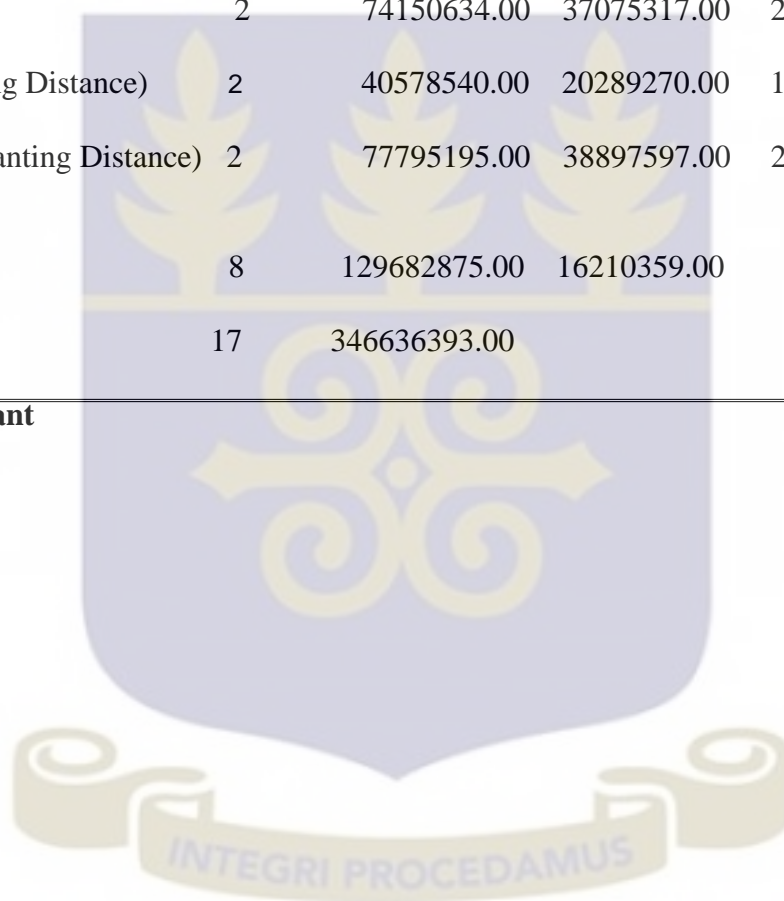 2 74150634.00 37075317.00 2
ng Distance) 2 40578540.00 20289270.00 1
anting Distance) 2 77795195.00 38897597.00 2
8 129682875.00 16210359.00
17 346636393.00
ant
INTEGRI PROCEDAMUS